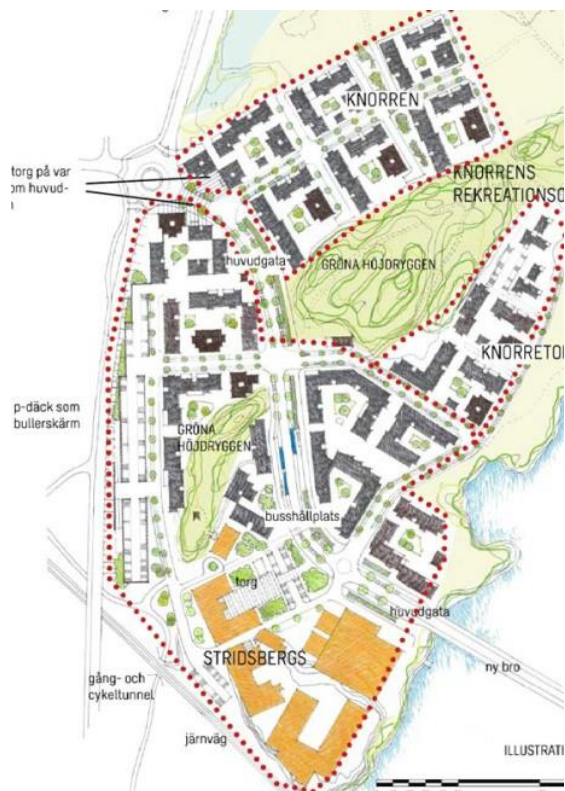 KNORREN
torg på var
om huvud-
n
KNORRENS
REKREATIONSO
huvudgata
GRÖNA HÖJDRYGGEN
KNORRETO
p-däck som
bullerskärm
GRÖNA
HÖJDRYGGEN
busshållplats
torg
huvudgata
STRIDSBERGS
ny bro
gång- och
cykeltunnel
järnväg
ILLUSTRATI